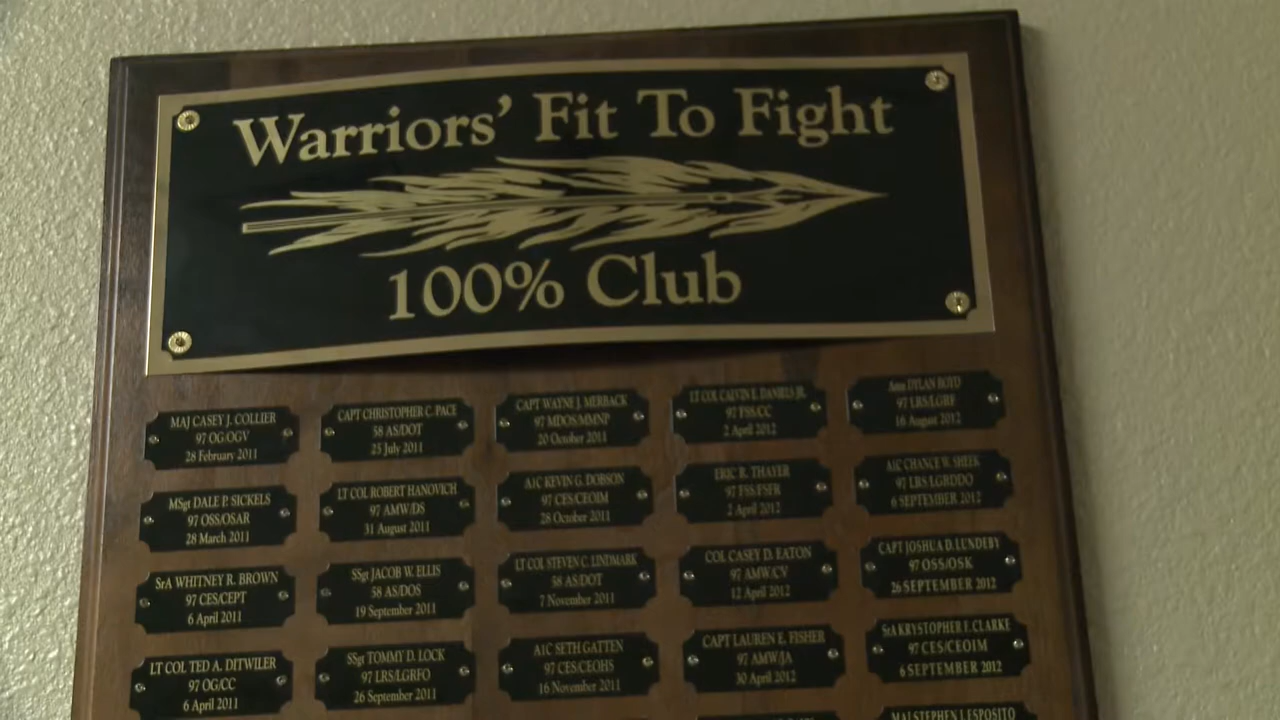 Warriors' Fit To Fight
100% Club
MAJ CASEY J. COLLIER
97 OG/OGV
28 February 2011
CAPT CHRISTOPHER C. PACE
58 AS/DOT
25 July 2011
CAPT WAYNE J. MERBACK
97 MDOS/MMNP
20 October 2011
LT COL CALVIN E. DANIELS JR.
97 FSS/CC
2 April 2012
Amn DYLAN BOYD
97 LRS/LGRF
16 August 2012
MSgt DALE P. SICKELS
97 OSS/OSAR
28 March 2011
LT COL ROBERT HANOVICH
97 AMW/DS
31 August 2011
A1C KEVIN G. DOBSON
97 CES/CEOIM
28 October 2011
ERIC R. THAYER
97 FSS/FSFR
2 April 2012
A1C CHANCE W. SHEEK
97 LRS/LGRDDO
6 SEPTEMBER 2012
SrA WHITNEY R. BROWN
97 CES/CEPT
6 April 2011
SSgt JACOB W. ELLIS
58 AS/DOS
19 September 2011
LT COL STEVEN C. LINDMARK
58 AS/DOT
7 November 2011
COL CASEY D. EATON
97 AMW/CV
12 April 2012
CAPT JOSHUA D. LUNDEBY
97 OSS/OSK
26 SEPTEMBER 2012
LT COL TED A. DITWILER
97 OG/CC
6 April 2011
SSgt TOMMY D. LOCK
97 LRS/LGRFO
26 September 2011
A1C SETH GATTEN
97 CES/CEOHS
16 November 2011
CAPT LAUREN E. FISHER
97 AMW/JA
30 April 2012
SrA KRYSTOPHER F. CLARKE
97 CES/CEOIM
6 SEPTEMBER 2012
MAJ STEPHEN J. ESPOSITO